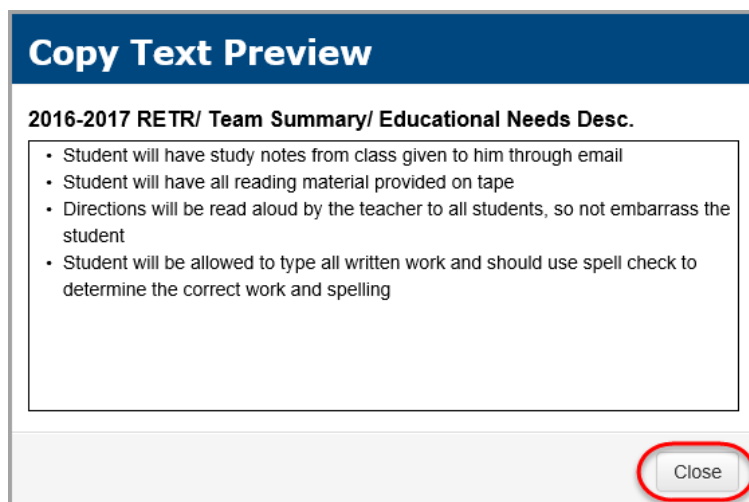 Copy Text Preview
2016-2017 RETR/ Team Summary/ Educational Needs Desc.
• Student will have study notes from class given to him through email
• Student will have all reading material provided on tape
• Directions will be read aloud by the teacher to all students, so not embarrass the
student
• Student will be allowed to type all written work and should use spell check to
determine the correct work and spelling
Close